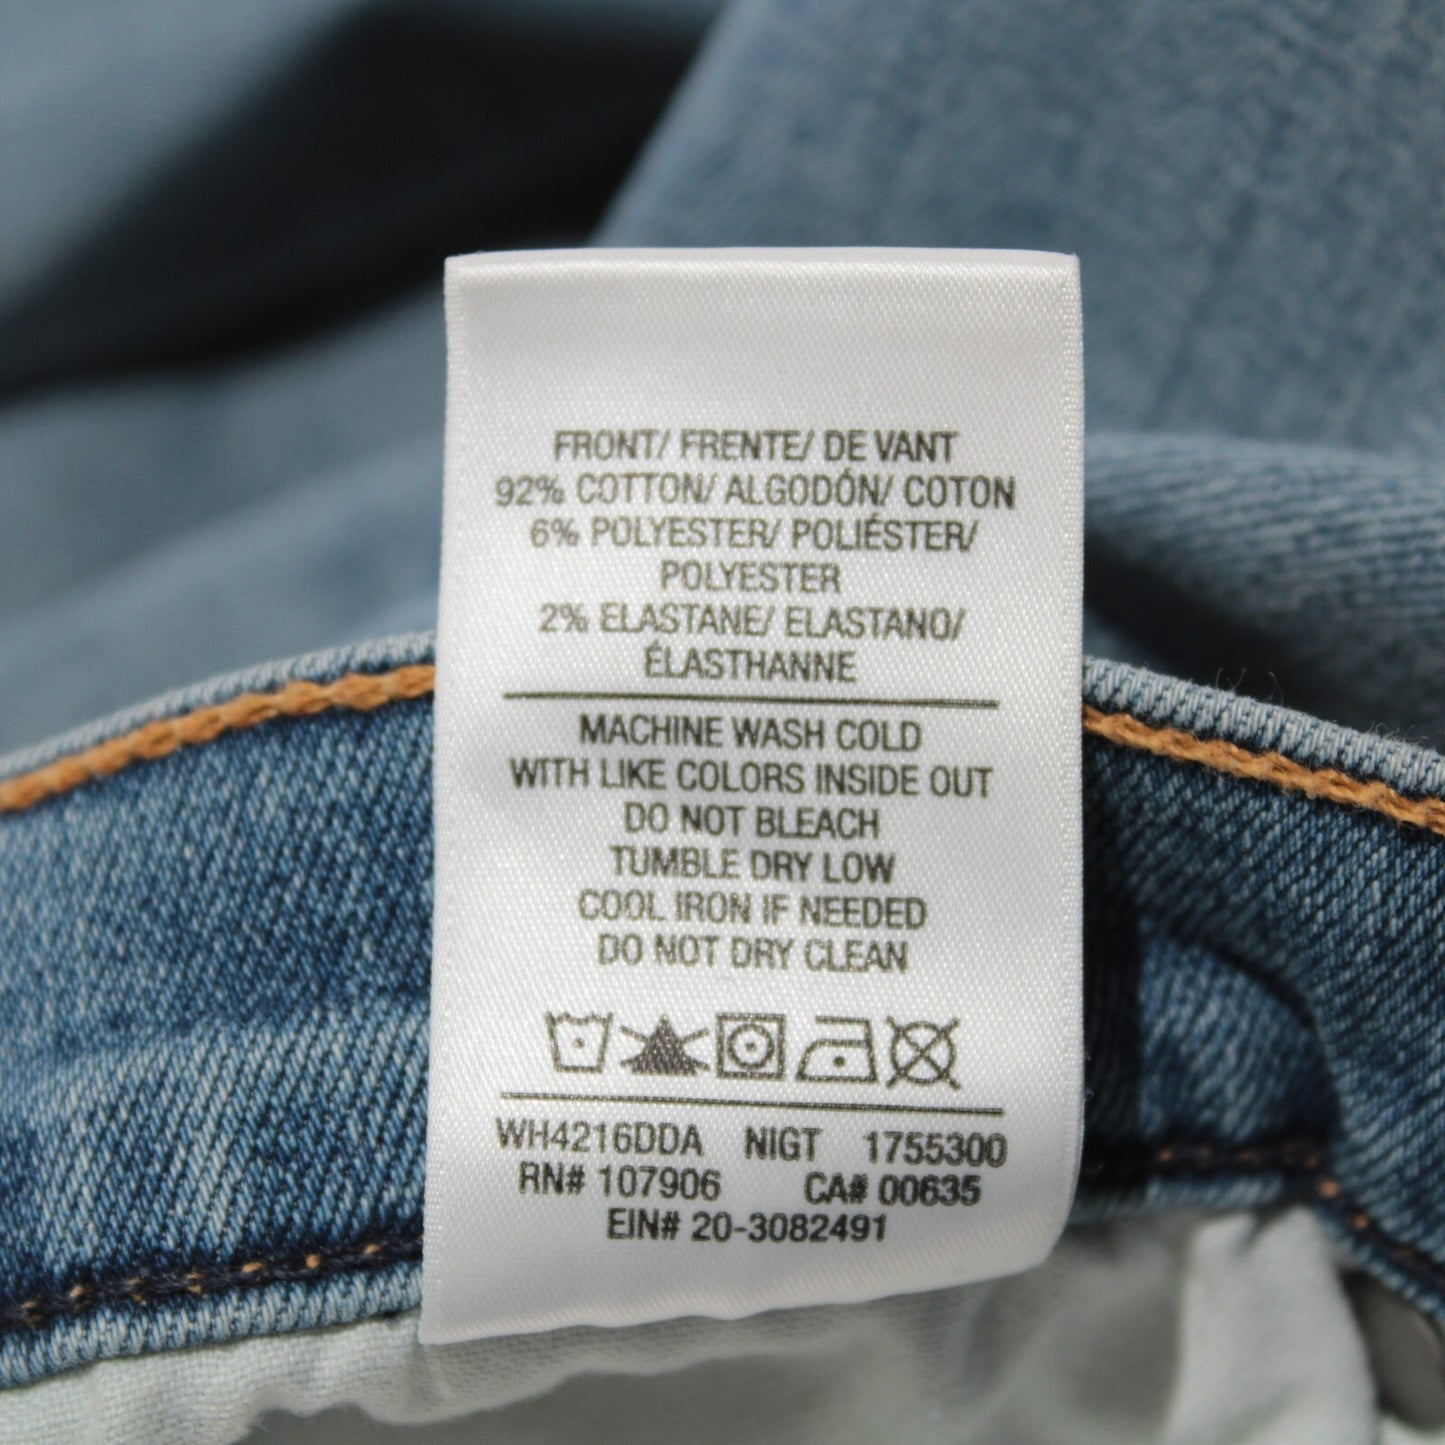 FRONT/ FRENTE/ DE VANT
92% COTTON/ ALGODÓN/ COTON
6% POLYESTER/ POLIÉSTER/
POLYESTER
2% ELASTANE/ ELASTANO/
ÉLASTHANNE
MACHINE WASH COLD
WITH LIKE COLORS INSIDE OUT
DO NOT BLEACH
TUMBLE DRY LOW
COOL IRON IF NEEDED
DO NOT DRY CLEAN
WH4216DDA NIGT 1755300
RN# 107906 CA# 00635
EIN# 20-3082491